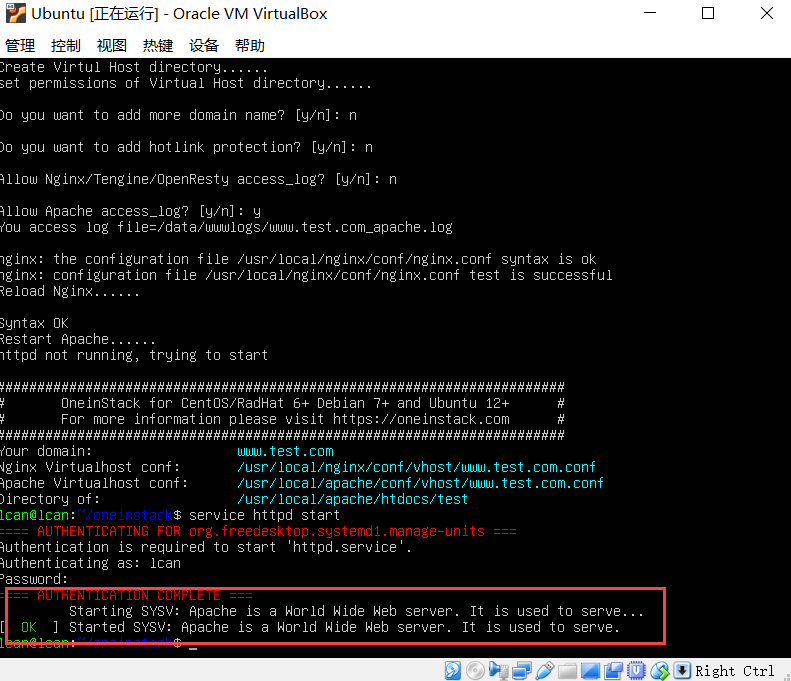 Ubuntu [正在运行] - Oracle VM VirtualBox
管理 控制 视图 热键 设备 帮助
Create Virtul Host directory......
set permissions of Virtual Host directory......
Do you want to add more domain name? [y/n]: n
Do you want to add hotlink protection? [y/n]: n
Allow Nginx/Tengine/OpenResty access_log? [y/n]: n
Allow Apache access_log? [y/n]: y
You access log file=/data/wwwlogs/www.test.com_apache.log
nginx: the configuration file /usr/local/nginx/conf/nginx.conf syntax is ok
nginx: configuration file /usr/local/nginx/conf/nginx.conf test is successful
Reload Nginx......
Syntax OK
Restart Apache......
httpd not running, trying to start
#######################################################################
# OneinStack for CentOS/RadHat 6+ Debian 7+ and Ubuntu 12+ #
# For more information please visit https://oneinstack.com #
#######################################################################
Your domain: www.test.com
Nginx Virtualhost conf: /usr/local/nginx/conf/vhost/www.test.com.conf
Apache Virtualhost conf: /usr/local/apache/conf/vhost/www.test.com.conf
Directory of: /usr/local/apache/htdocs/test
lcan@lcan:~/oneinstack$ service httpd start
==== AUTHENTICATING FOR org.freedesktop.systemd1.manage-units ===
Authentication is required to start 'httpd.service'.
Authenticating as: lcan
Password:
==== AUTHENTICATION COMPLETE ===
Starting SYSV: Apache is a World Wide Web server. It is used to serve...
[ OK ] Started SYSV: Apache is a World Wide Web server. It is used to serve.
lcan@lcan:~/oneinstack$ _
Right Ctrl